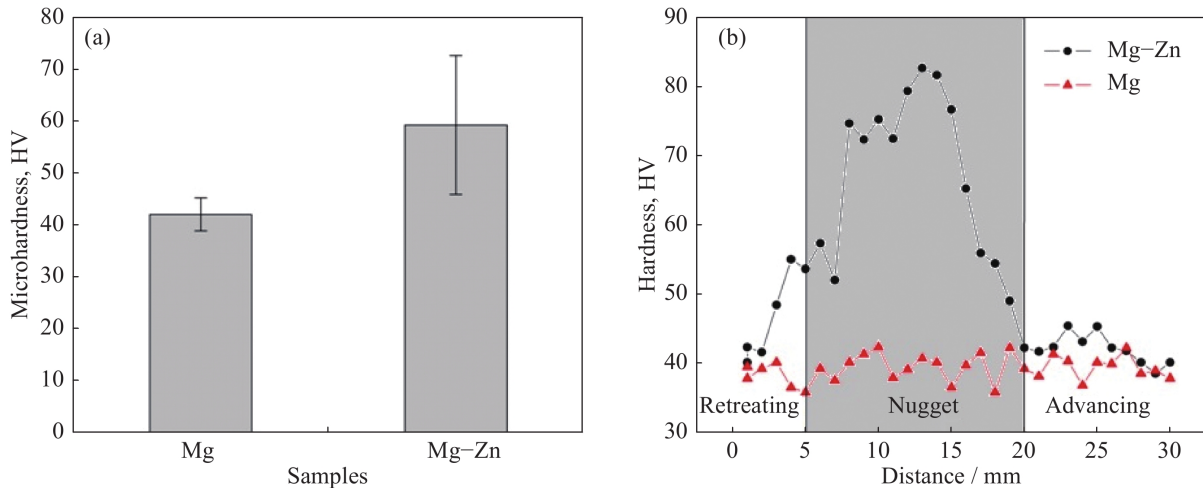 (a)
Microhardness, HV
80
70
60
50
40
30
20
10
0
Mg
Mg−Zn
Samples
(b)
Hardness, HV
90
80
70
60
50
40
30
Mg−Zn
Mg
Retreating
Nugget
Advancing
0 5 10 15 20 25 30
Distance / mm